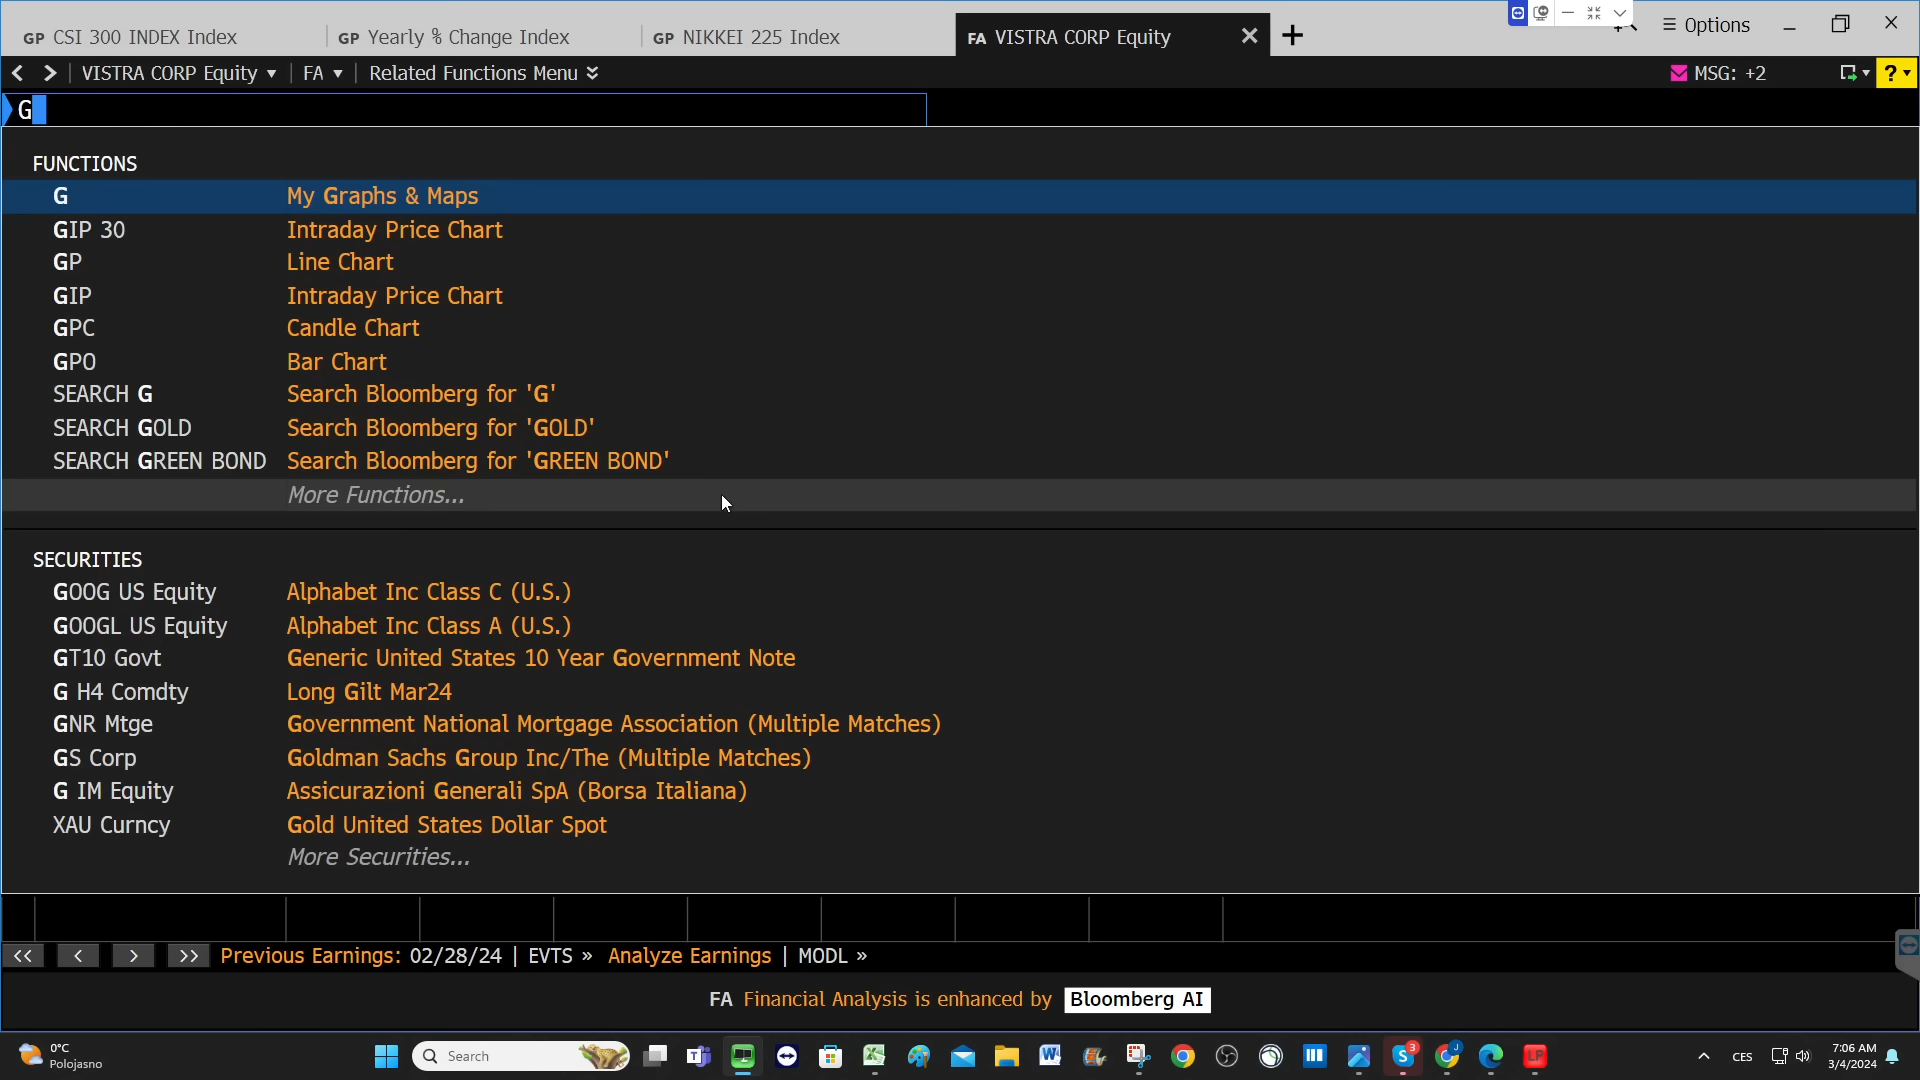 GP CSI 300 INDEX Index | GP Yearly % Change Index | GP NIKKEI 225 Index FA VISTRA CORP Equity × + Options
< > | VISTRA CORP Equity ▾ | FA ▾ | Related Functions Menu MSG: +2 ?
G
FUNCTIONS
G My Graphs & Maps
GIP 30 Intraday Price Chart
GP Line Chart
GIP Intraday Price Chart
GPC Candle Chart
GPO Bar Chart
SEARCH G Search Bloomberg for 'G'
SEARCH GOLD Search Bloomberg for 'GOLD'
SEARCH GREEN BOND Search Bloomberg for 'GREEN BOND'
More Functions...
SECURITIES
GOOG US Equity Alphabet Inc Class C (U.S.)
GOOGL US Equity Alphabet Inc Class A (U.S.)
GT10 Govt Generic United States 10 Year Government Note
G H4 Comdty Long Gilt Mar24
GNR Mtge Government National Mortgage Association (Multiple Matches)
GS Corp Goldman Sachs Group Inc/The (Multiple Matches)
G IM Equity Assicurazioni Generali SpA (Borsa Italiana)
XAU Curncy Gold United States Dollar Spot
More Securities...
<< < > >> Previous Earnings: 02/28/24 | EVTS » Analyze Earnings | MODL »
FA Financial Analysis is enhanced by Bloomberg AI
0°C
Polojasno
Search
CES
7:06 AM
3/4/2024